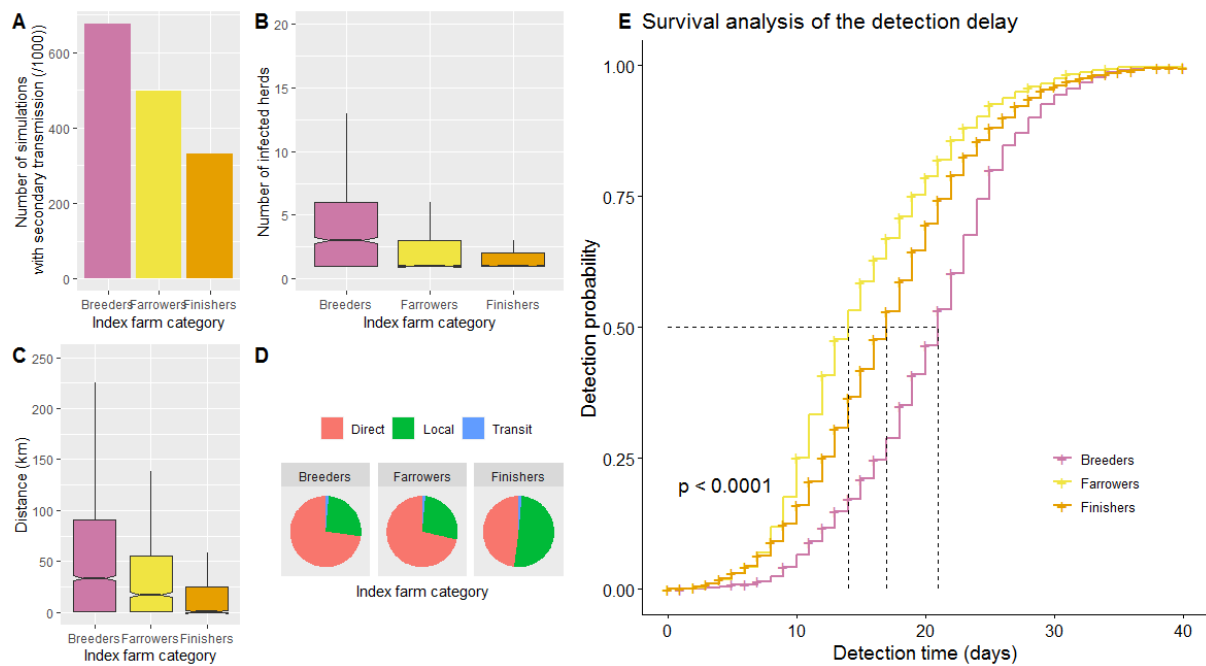 A
Number of simulations
with secondary transmission (/1000))
600
400
200
0
Breeders Farrowers Finishers
Index farm category
B
Number of infected herds
20
15
10
5
0
Breeders Farrowers Finishers
Index farm category
C
Distance (km)
250
200
150
100
50
0
Breeders Farrowers Finishers
Index farm category
D
Direct Local Transit
Breeders Farrowers Finishers
Index farm category
E Survival analysis of the detection delay
Detection probability
1.00
0.75
0.50
0.25
0.00
p < 0.0001
Breeders
Farrowers
Finishers
0 10 20 30 40
Detection time (days)